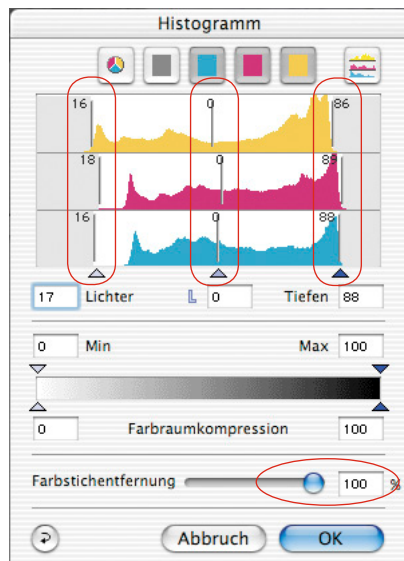 Histogramm
16 0 86
18 0 89
16 0 88
17 Lichter L 0 Tiefen 88
0 Min Max 100
0 Farbraumkompression 100
Farbstichentfernung 100 %
Abbruch OK